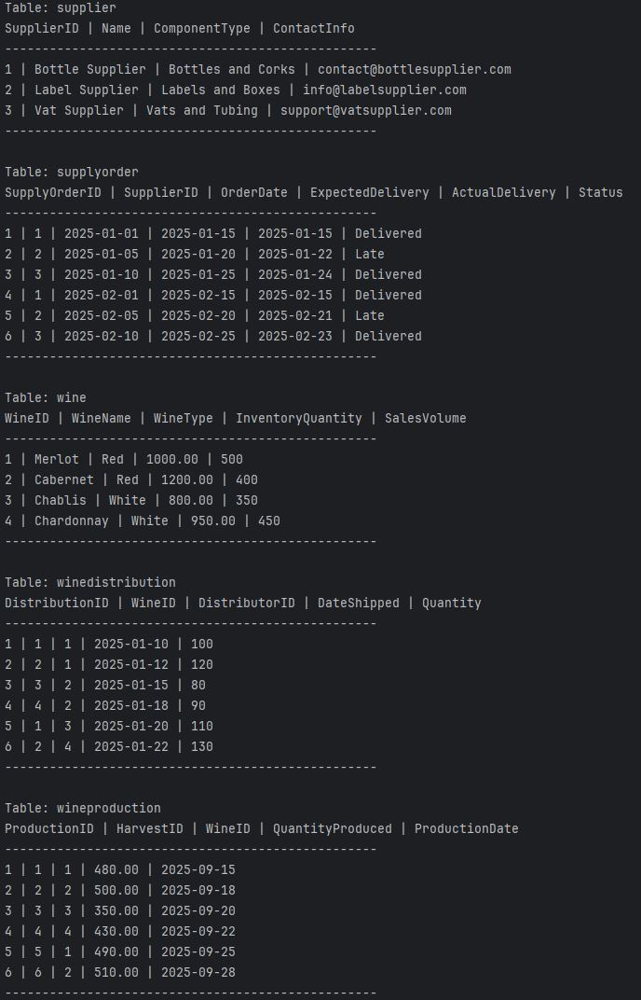 Table: supplier
SupplierID | Name | ComponentType | ContactInfo
--------------------------------------------------
1 | Bottle Supplier | Bottles and Corks | contact@bottlesupplier.com
2 | Label Supplier | Labels and Boxes | info@labelsupplier.com
3 | Vat Supplier | Vats and Tubing | support@vatsupplier.com
--------------------------------------------------
Table: supplyorder
SupplyOrderID | SupplierID | OrderDate | ExpectedDelivery | ActualDelivery | Status
--------------------------------------------------
1 | 1 | 2025-01-01 | 2025-01-15 | 2025-01-15 | Delivered
2 | 2 | 2025-01-05 | 2025-01-20 | 2025-01-22 | Late
3 | 3 | 2025-01-10 | 2025-01-25 | 2025-01-24 | Delivered
4 | 1 | 2025-02-01 | 2025-02-15 | 2025-02-15 | Delivered
5 | 2 | 2025-02-05 | 2025-02-20 | 2025-02-21 | Late
6 | 3 | 2025-02-10 | 2025-02-25 | 2025-02-23 | Delivered
--------------------------------------------------
Table: wine
WineID | WineName | WineType | InventoryQuantity | SalesVolume
--------------------------------------------------
1 | Merlot | Red | 1000.00 | 500
2 | Cabernet | Red | 1200.00 | 400
3 | Chablis | White | 800.00 | 350
4 | Chardonnay | White | 950.00 | 450
--------------------------------------------------
Table: winedistribution
DistributionID | WineID | DistributorID | DateShipped | Quantity
--------------------------------------------------
1 | 1 | 1 | 2025-01-10 | 100
2 | 2 | 1 | 2025-01-12 | 120
3 | 3 | 2 | 2025-01-15 | 80
4 | 4 | 2 | 2025-01-18 | 90
5 | 1 | 3 | 2025-01-20 | 110
6 | 2 | 4 | 2025-01-22 | 130
--------------------------------------------------
Table: wineproduction
ProductionID | HarvestID | WineID | QuantityProduced | ProductionDate
--------------------------------------------------
1 | 1 | 1 | 480.00 | 2025-09-15
2 | 2 | 2 | 500.00 | 2025-09-18
3 | 3 | 3 | 350.00 | 2025-09-20
4 | 4 | 4 | 430.00 | 2025-09-22
5 | 5 | 1 | 490.00 | 2025-09-25
6 | 6 | 2 | 510.00 | 2025-09-28
--------------------------------------------------